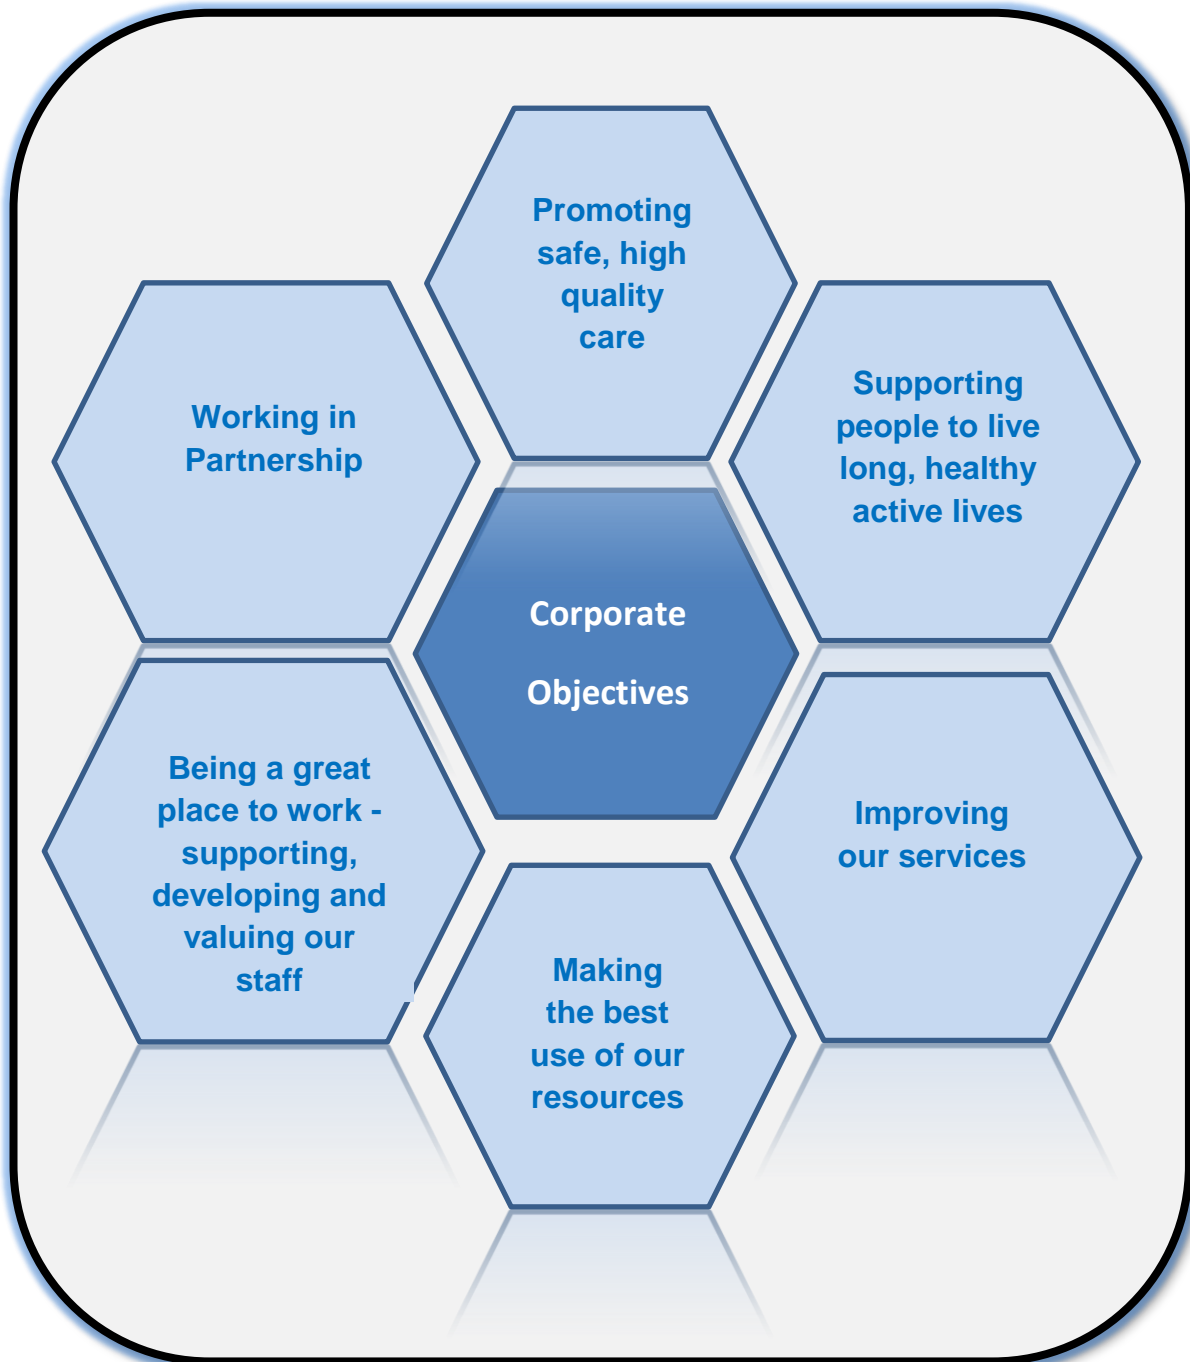 Promoting
safe, high
quality
care
Working in
Partnership
Supporting
people to live
long, healthy
active lives
Corporate
Objectives
Being a great
place to work -
supporting,
developing and
valuing our
staff
Improving
our services
Making
the best
use of our
resources